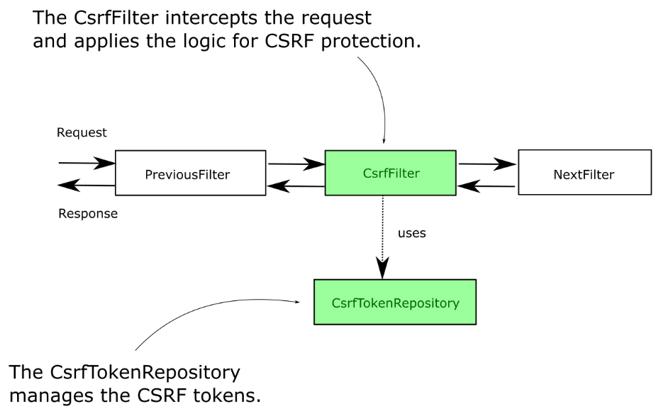 The CsrfFilter intercepts the request
and applies the logic for CSRF protection.
Request
PreviousFilter
CsrfFilter
NextFilter
Response
uses
CsrfTokenRepository
The CsrfTokenRepository
manages the CSRF tokens.